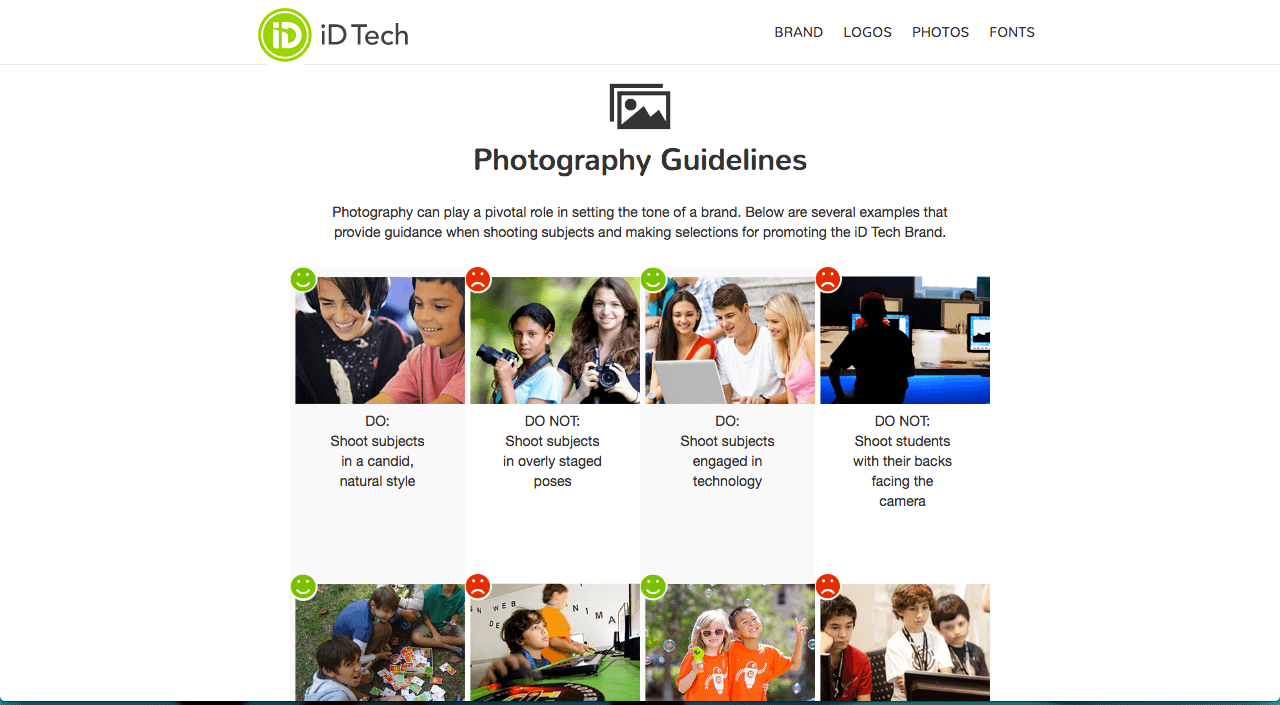 iD iD Tech
BRAND LOGOS PHOTOS FONTS
Photography Guidelines
Photography can play a pivotal role in setting the tone of a brand. Below are several examples that
provide guidance when shooting subjects and making selections for promoting the iD Tech Brand.
DO:
Shoot subjects
in a candid,
natural style
DO NOT:
Shoot subjects
in overly staged
poses
DO:
Shoot subjects
engaged in
technology
DO NOT:
Shoot students
with their backs
facing the
camera